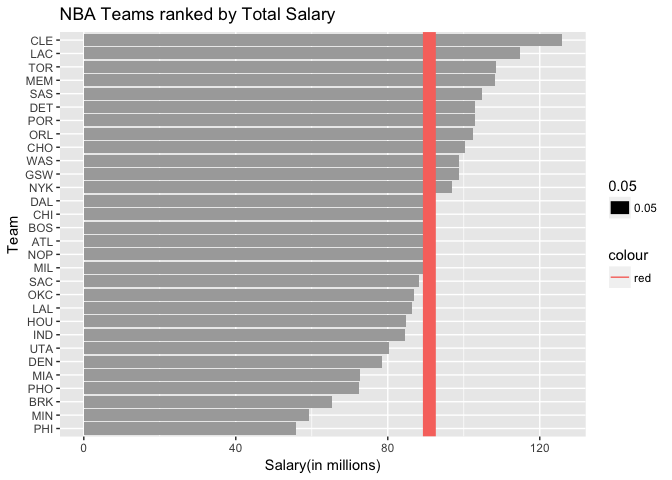 NBA Teams ranked by Total Salary
CLE
LAC
TOR
MEM
SAS
DET
POR
ORL
CHO
WAS
GSW
NYK
DAL
CHI
BOS
ATL
NOP
MIL
SAC
OKC
LAL
HOU
IND
UTA
DEN
MIA
PHO
BRK
MIN
PHI
Team
0
40
80
120
Salary(in millions)
0.05
0.05
colour
red